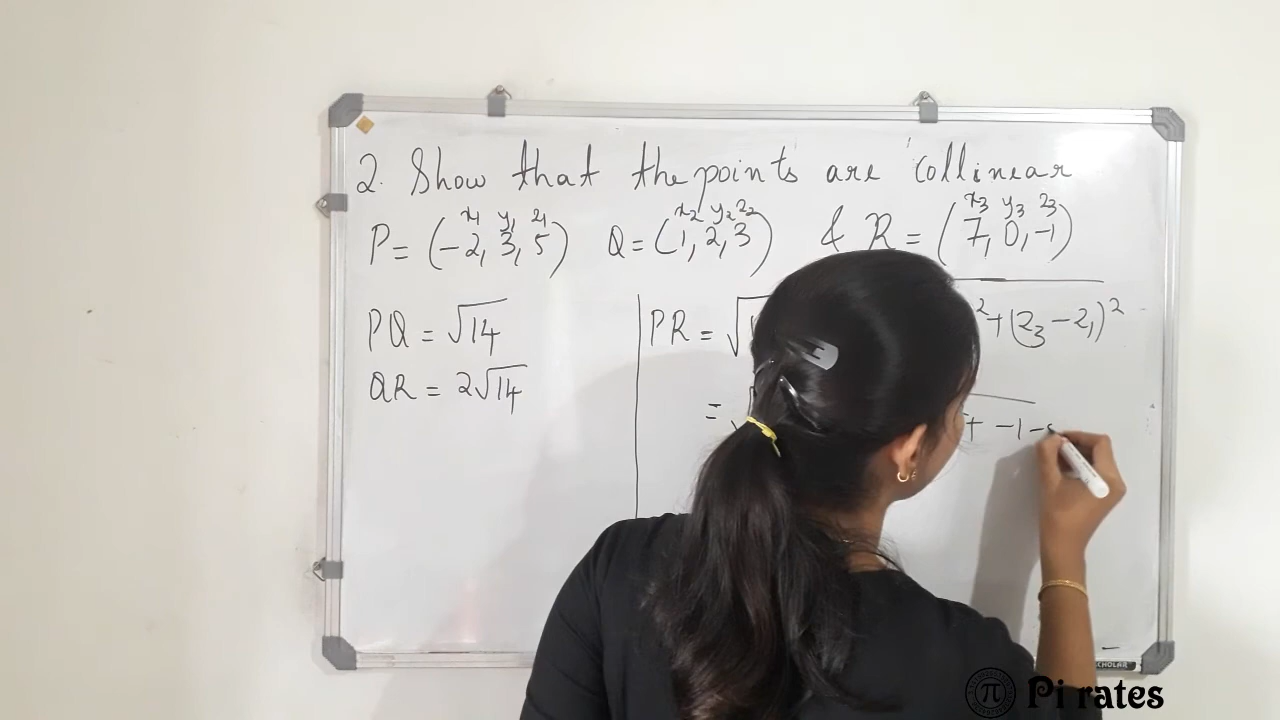 2. Show that the points are collinear
x1 y1 z1 x2 y2 z2 x3 y3 z3
P = (-2, 3, 5) Q = (1, 2, 3) & R = (7, 0, -1)
PQ = √14
QR = 2√14
PR = √ ² + (z3 - z1)²
= √ + -1 -
SCHOLAR
π Pi rates